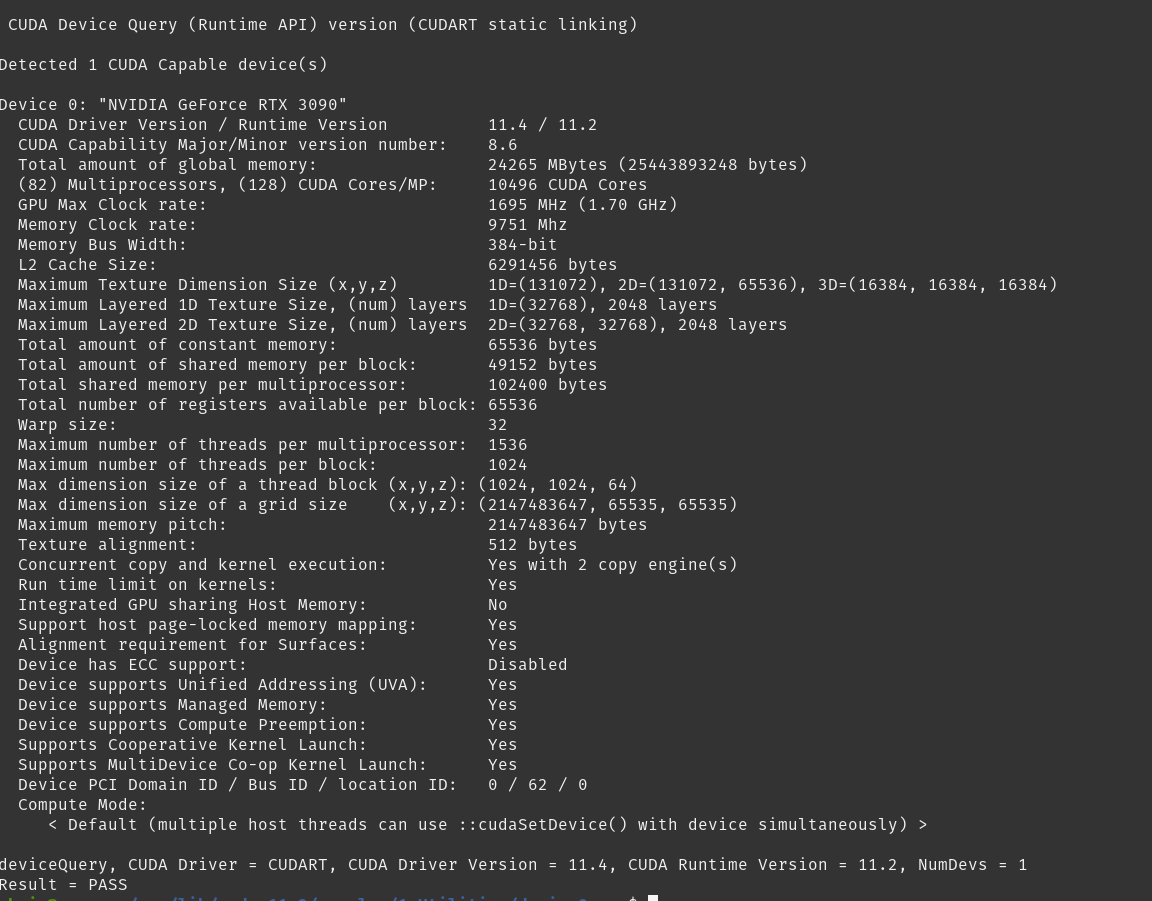 CUDA Device Query (Runtime API) version (CUDART static linking)
Detected 1 CUDA Capable device(s)
Device 0: "NVIDIA GeForce RTX 3090"
CUDA Driver Version / Runtime Version 11.4 / 11.2
CUDA Capability Major/Minor version number: 8.6
Total amount of global memory: 24265 MBytes (25443893248 bytes)
(82) Multiprocessors, (128) CUDA Cores/MP: 10496 CUDA Cores
GPU Max Clock rate: 1695 MHz (1.70 GHz)
Memory Clock rate: 9751 Mhz
Memory Bus Width: 384-bit
L2 Cache Size: 6291456 bytes
Maximum Texture Dimension Size (x,y,z) 1D=(131072), 2D=(131072, 65536), 3D=(16384, 16384, 16384)
Maximum Layered 1D Texture Size, (num) layers 1D=(32768), 2048 layers
Maximum Layered 2D Texture Size, (num) layers 2D=(32768, 32768), 2048 layers
Total amount of constant memory: 65536 bytes
Total amount of shared memory per block: 49152 bytes
Total shared memory per multiprocessor: 102400 bytes
Total number of registers available per block: 65536
Warp size: 32
Maximum number of threads per multiprocessor: 1536
Maximum number of threads per block: 1024
Max dimension size of a thread block (x,y,z): (1024, 1024, 64)
Max dimension size of a grid size (x,y,z): (2147483647, 65535, 65535)
Maximum memory pitch: 2147483647 bytes
Texture alignment: 512 bytes
Concurrent copy and kernel execution: Yes with 2 copy engine(s)
Run time limit on kernels: Yes
Integrated GPU sharing Host Memory: No
Support host page-locked memory mapping: Yes
Alignment requirement for Surfaces: Yes
Device has ECC support: Disabled
Device supports Unified Addressing (UVA): Yes
Device supports Managed Memory: Yes
Device supports Compute Preemption: Yes
Supports Cooperative Kernel Launch: Yes
Supports MultiDevice Co-op Kernel Launch: Yes
Device PCI Domain ID / Bus ID / location ID: 0 / 62 / 0
Compute Mode:
< Default (multiple host threads can use ::cudaSetDevice() with device simultaneously) >
deviceQuery, CUDA Driver = CUDART, CUDA Driver Version = 11.4, CUDA Runtime Version = 11.2, NumDevs = 1
Result = PASS